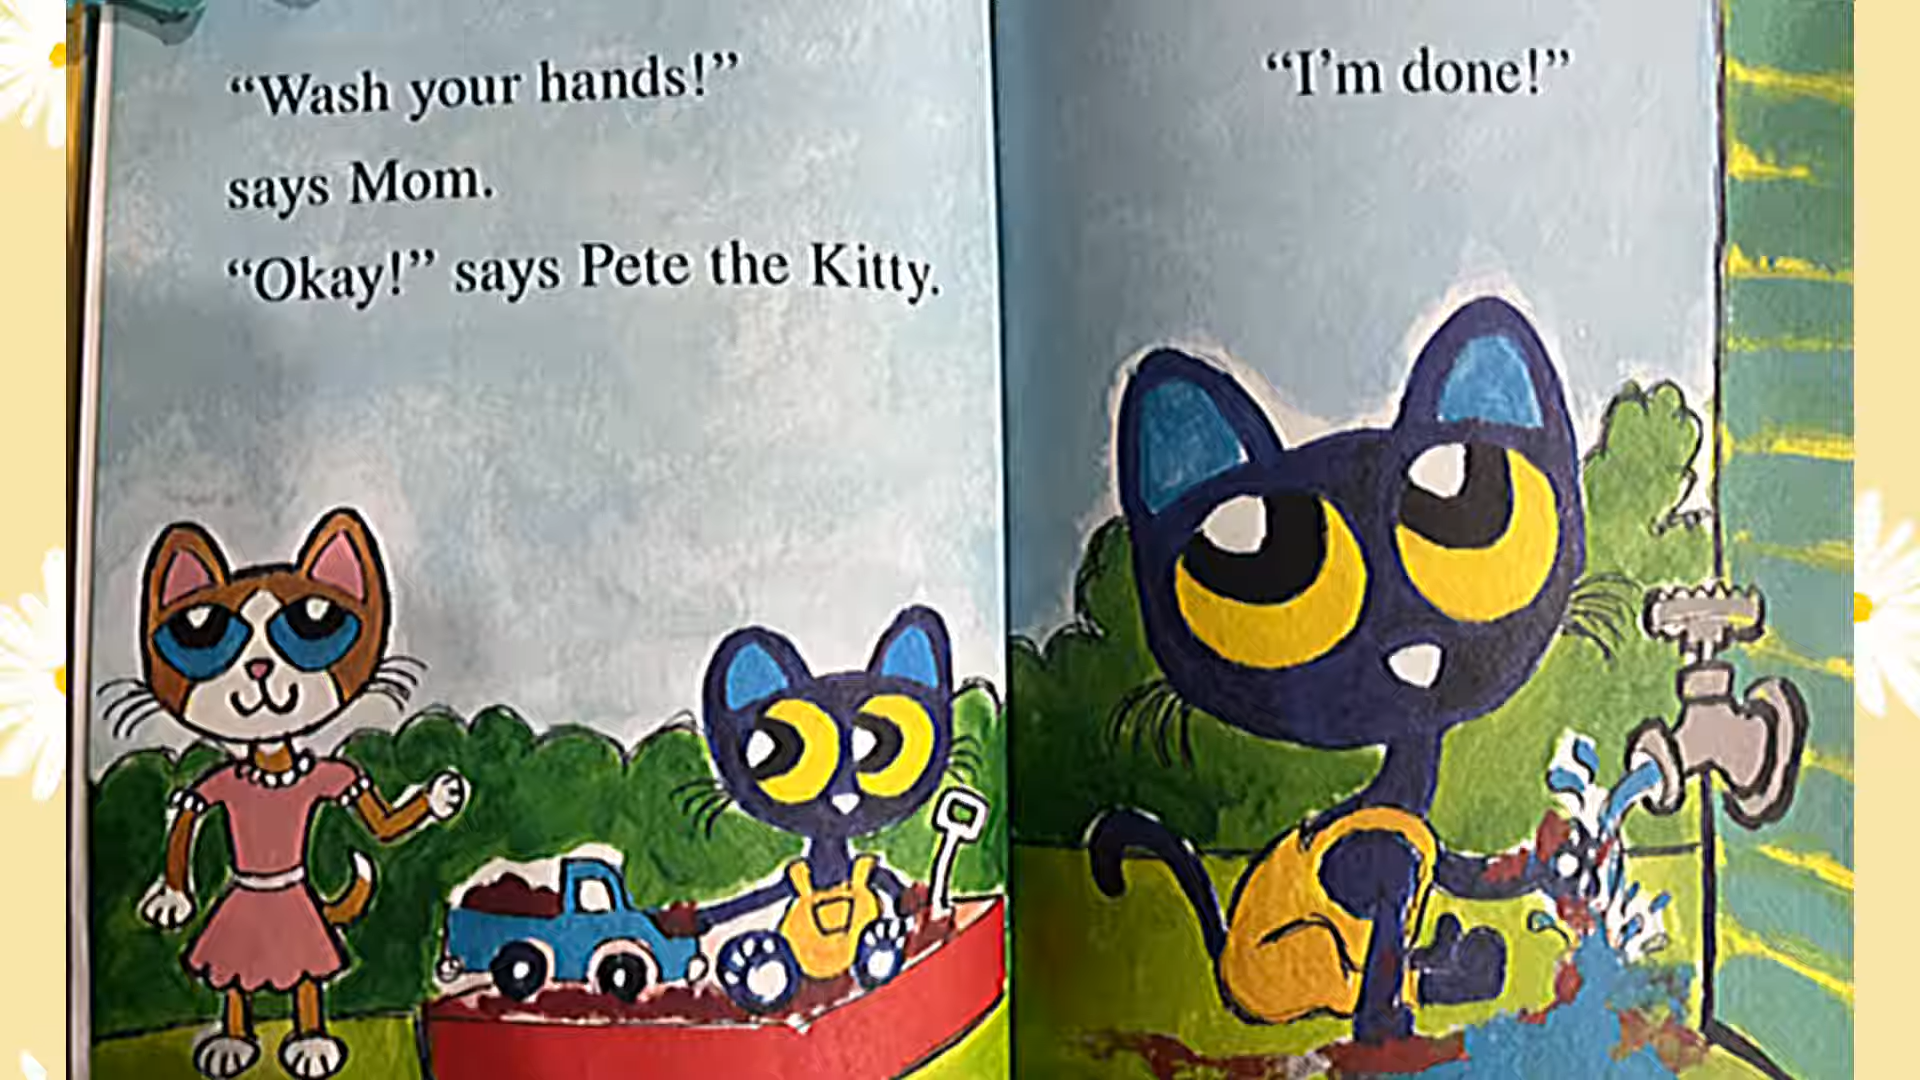 “Wash your hands!”
says Mom.
“Okay!” says Pete the Kitty.
“I’m done!”